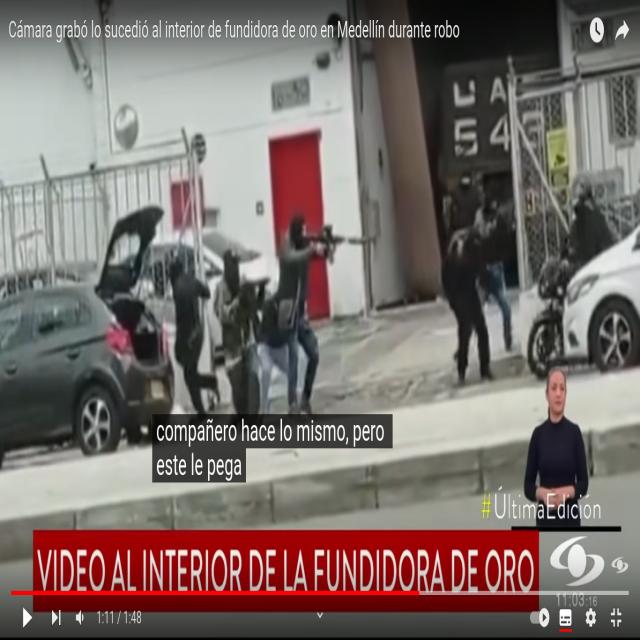 Cámara grabó lo sucedió al interior de fundidora de oro en Medellín durante robo
compañero hace lo mismo, pero
este le pega
#ÚltimaEdición
VIDEO AL INTERIOR DE LA FUNDIDORA DE ORO
11:03:16
1:11 / 1:48